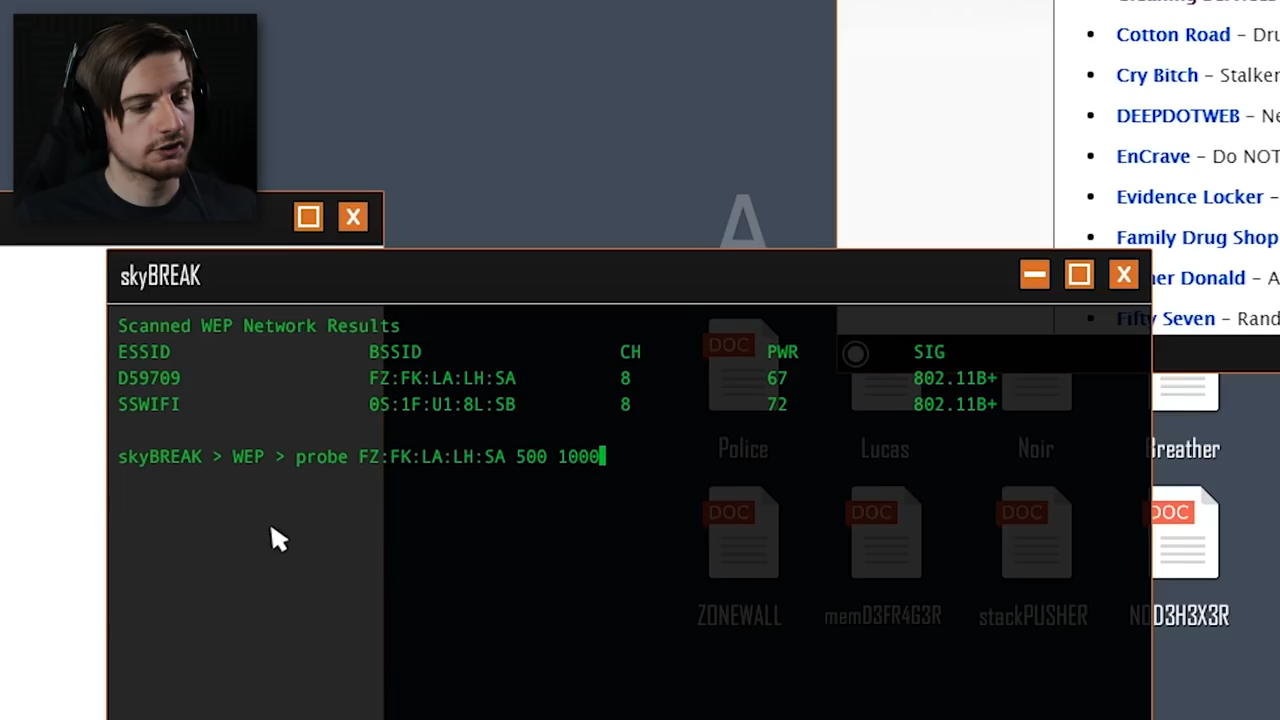 Cotton Road – Dru
Cry Bitch – Stalker
DEEPDOTWEB – Ne
EnCrave – Do NOT
Evidence Locker –
Family Drug Shop
her Donald – A
Fifty Seven – Rand
A
X
skyBREAK
X
Scanned WEP Network Results
ESSID BSSID CH PWR SIG
D59709 FZ:FK:LA:LH:SA 8 67 802.11B+
SSWIFI 0S:1F:U1:8L:SB 8 72 802.11B+
skyBREAK > WEP > probe FZ:FK:LA:LH:SA 500 1000
DOC
Police Lucas Noir Breather
DOC DOC DOC DOC
ZONEWALL memD3FR4G3R stackPUSHER N0D3H3X3R